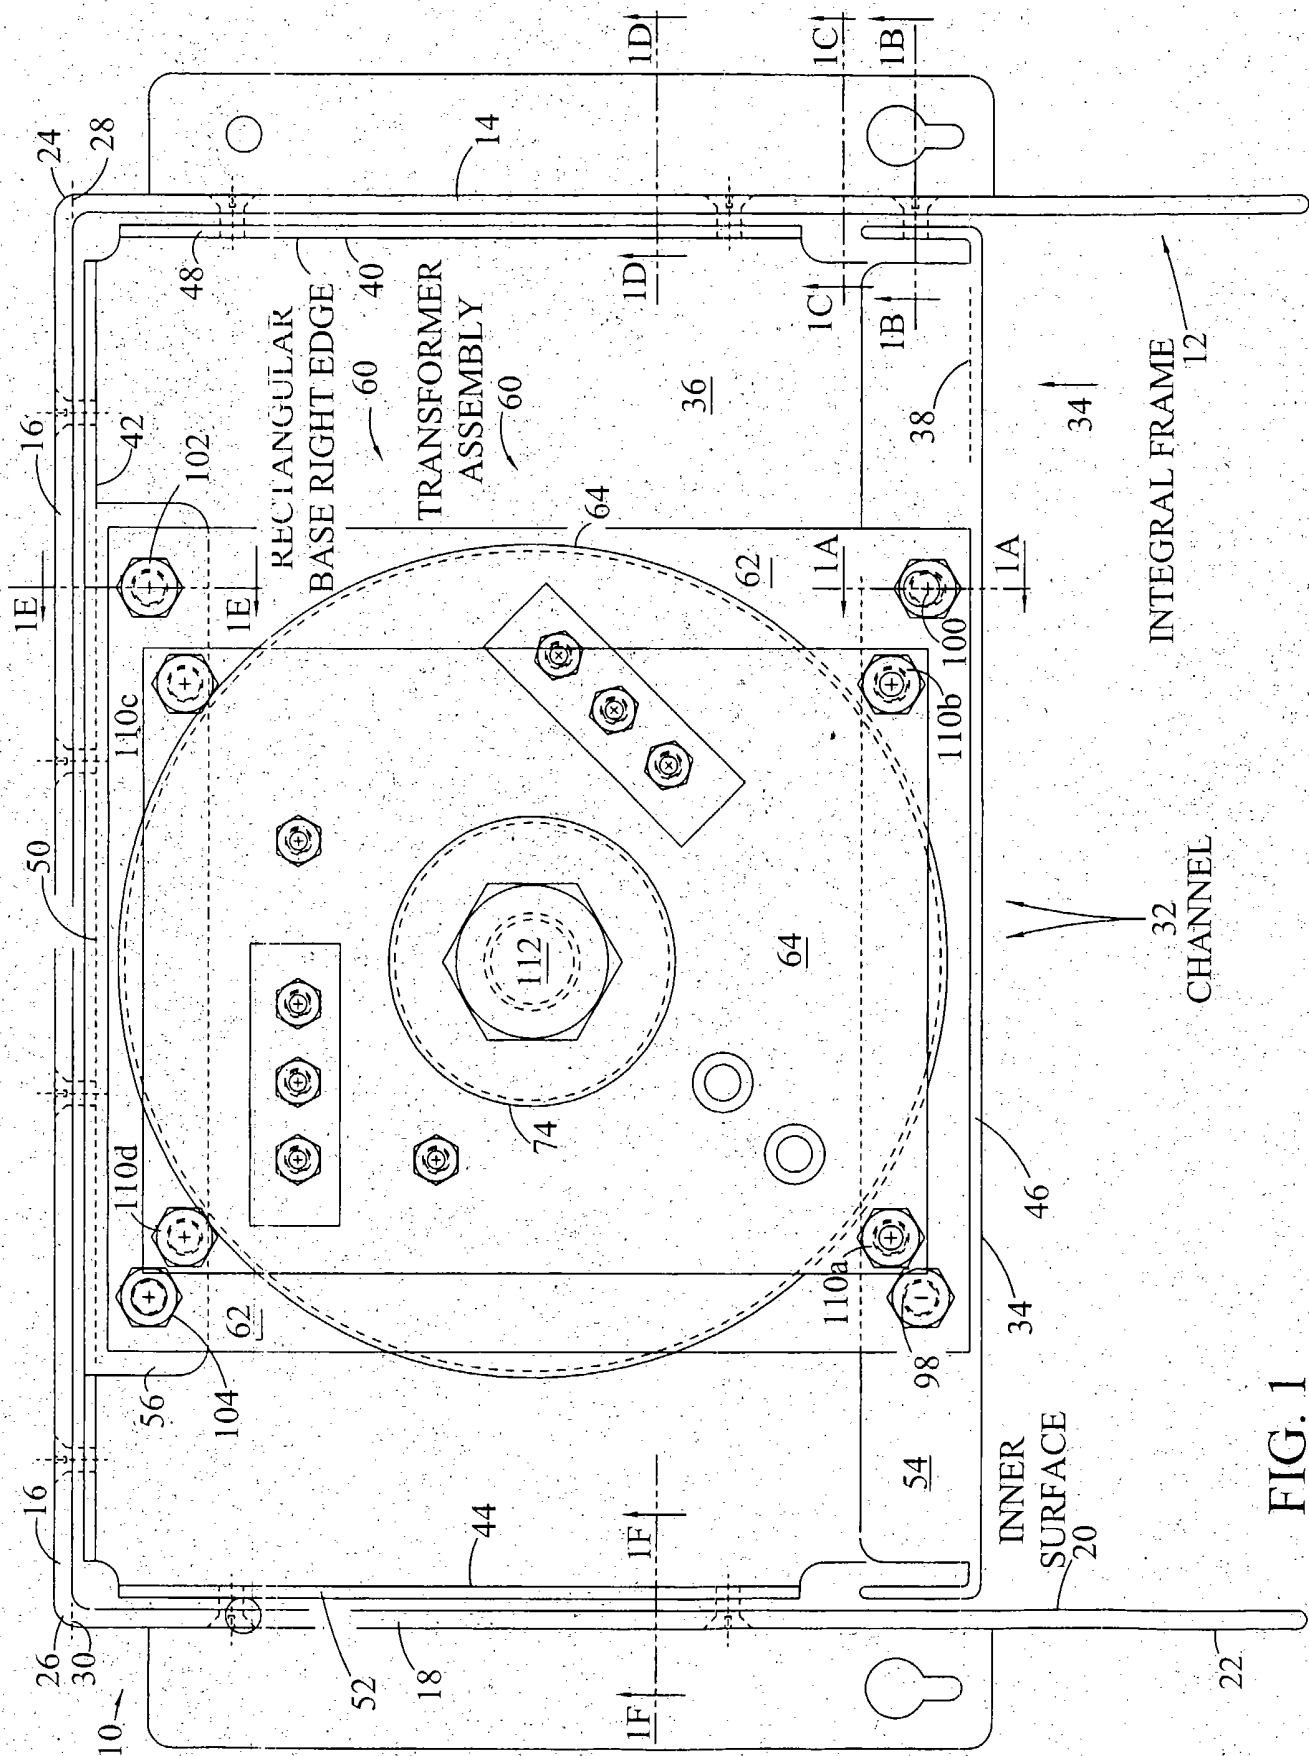 1E
26
16
50
16
24
30
28
10
110d
110c
42
56
102
48
104
62
1E
RECTANGULAR
BASE RIGHT EDGE
40
52
60
18
TRANSFORMER
ASSEMBLY
60
44
14
112
74
64
1F
1F
1D
1D
36
62
64
1A
1C
1C
110a
1B
1B
98
110b
100
38
54
1A
INNER
SURFACE
20
34
46
34
32
CHANNEL
INTEGRAL FRAME
12
22
FIG. 1